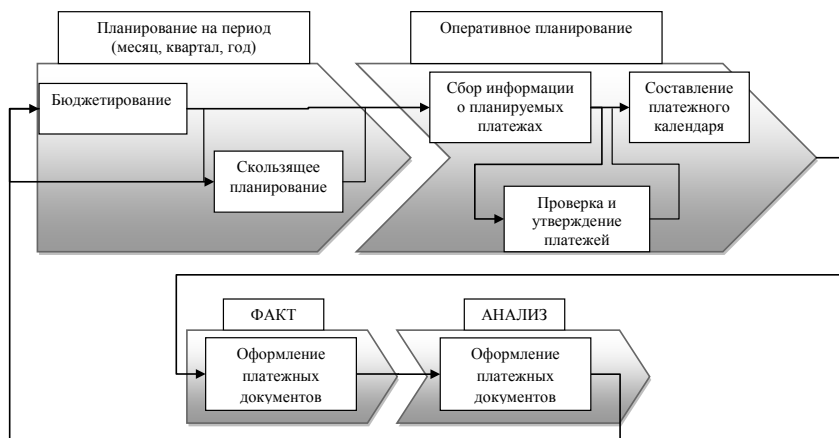 Планирование на период
(месяц, квартал, год)
Оперативное планирование
Бюджетирование
Скользящее
планирование
Сбор информации
о планируемых
платежах
Составление
платежного
календаря
Проверка и
утверждение
платежей
ФАКТ
Оформление
платежных
документов
АНАЛИЗ
Оформление
платежных
документов